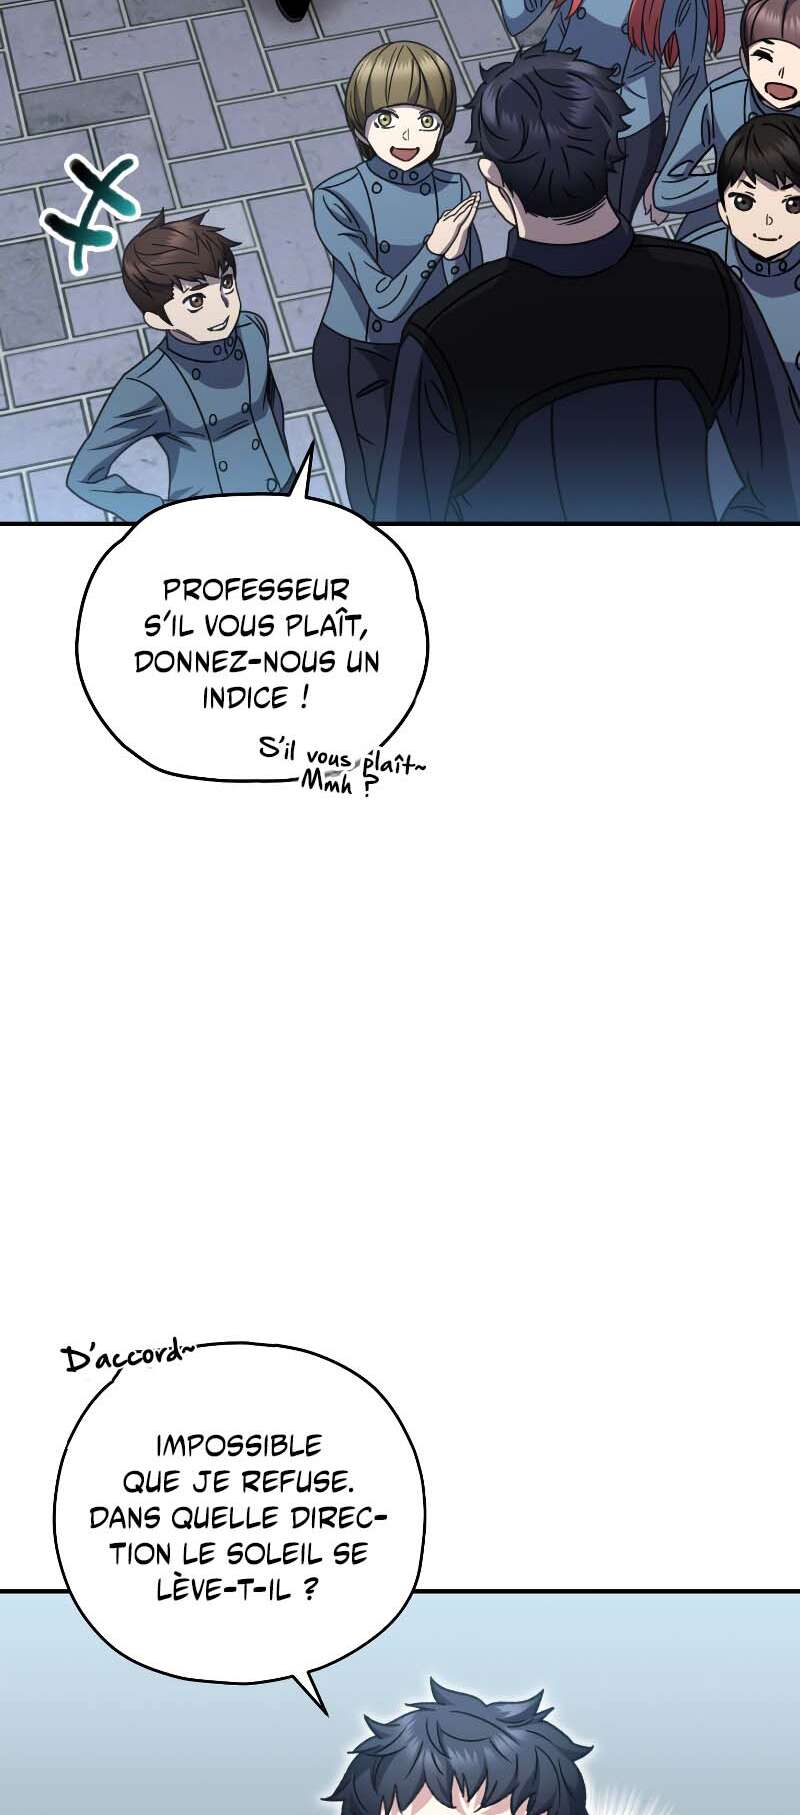 PROFESSEUR
S'IL VOUS PLAÎT,
DONNEZ-NOUS UN
INDICE !
S'il vous plaît~
Mmh ?
D'accord~
IMPOSSIBLE
QUE JE REFUSE.
DANS QUELLE DIREC-
TION LE SOLEIL SE
LÈVE-T-IL ?